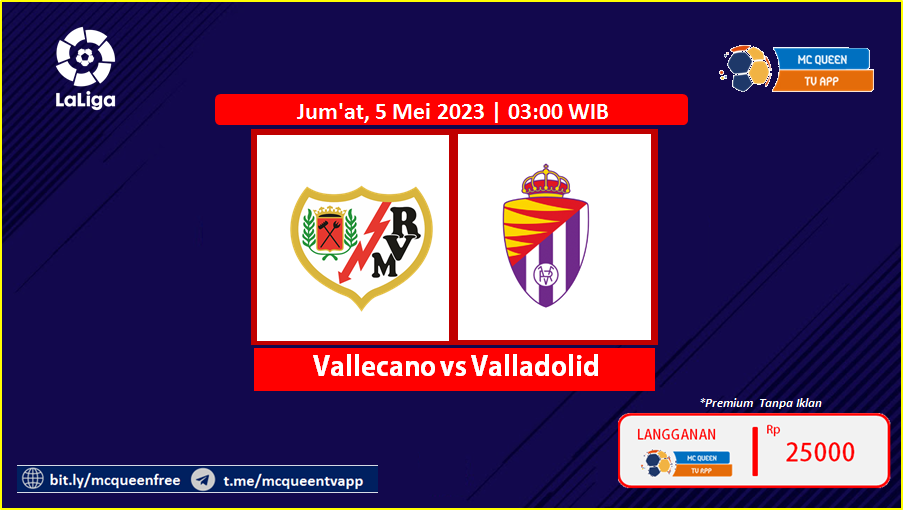 LaLiga
MC QUEEN
TV APP
Jum'at, 5 Mei 2023 | 03:00 WIB
R,
V,
M
Vallecano vs Valladolid
*Premium Tanpa Iklan
LANGGANAN
Rp
MC QUEEN
TV APP
25000
bit.ly/mcqueenfree
t.me/mcqueentvapp